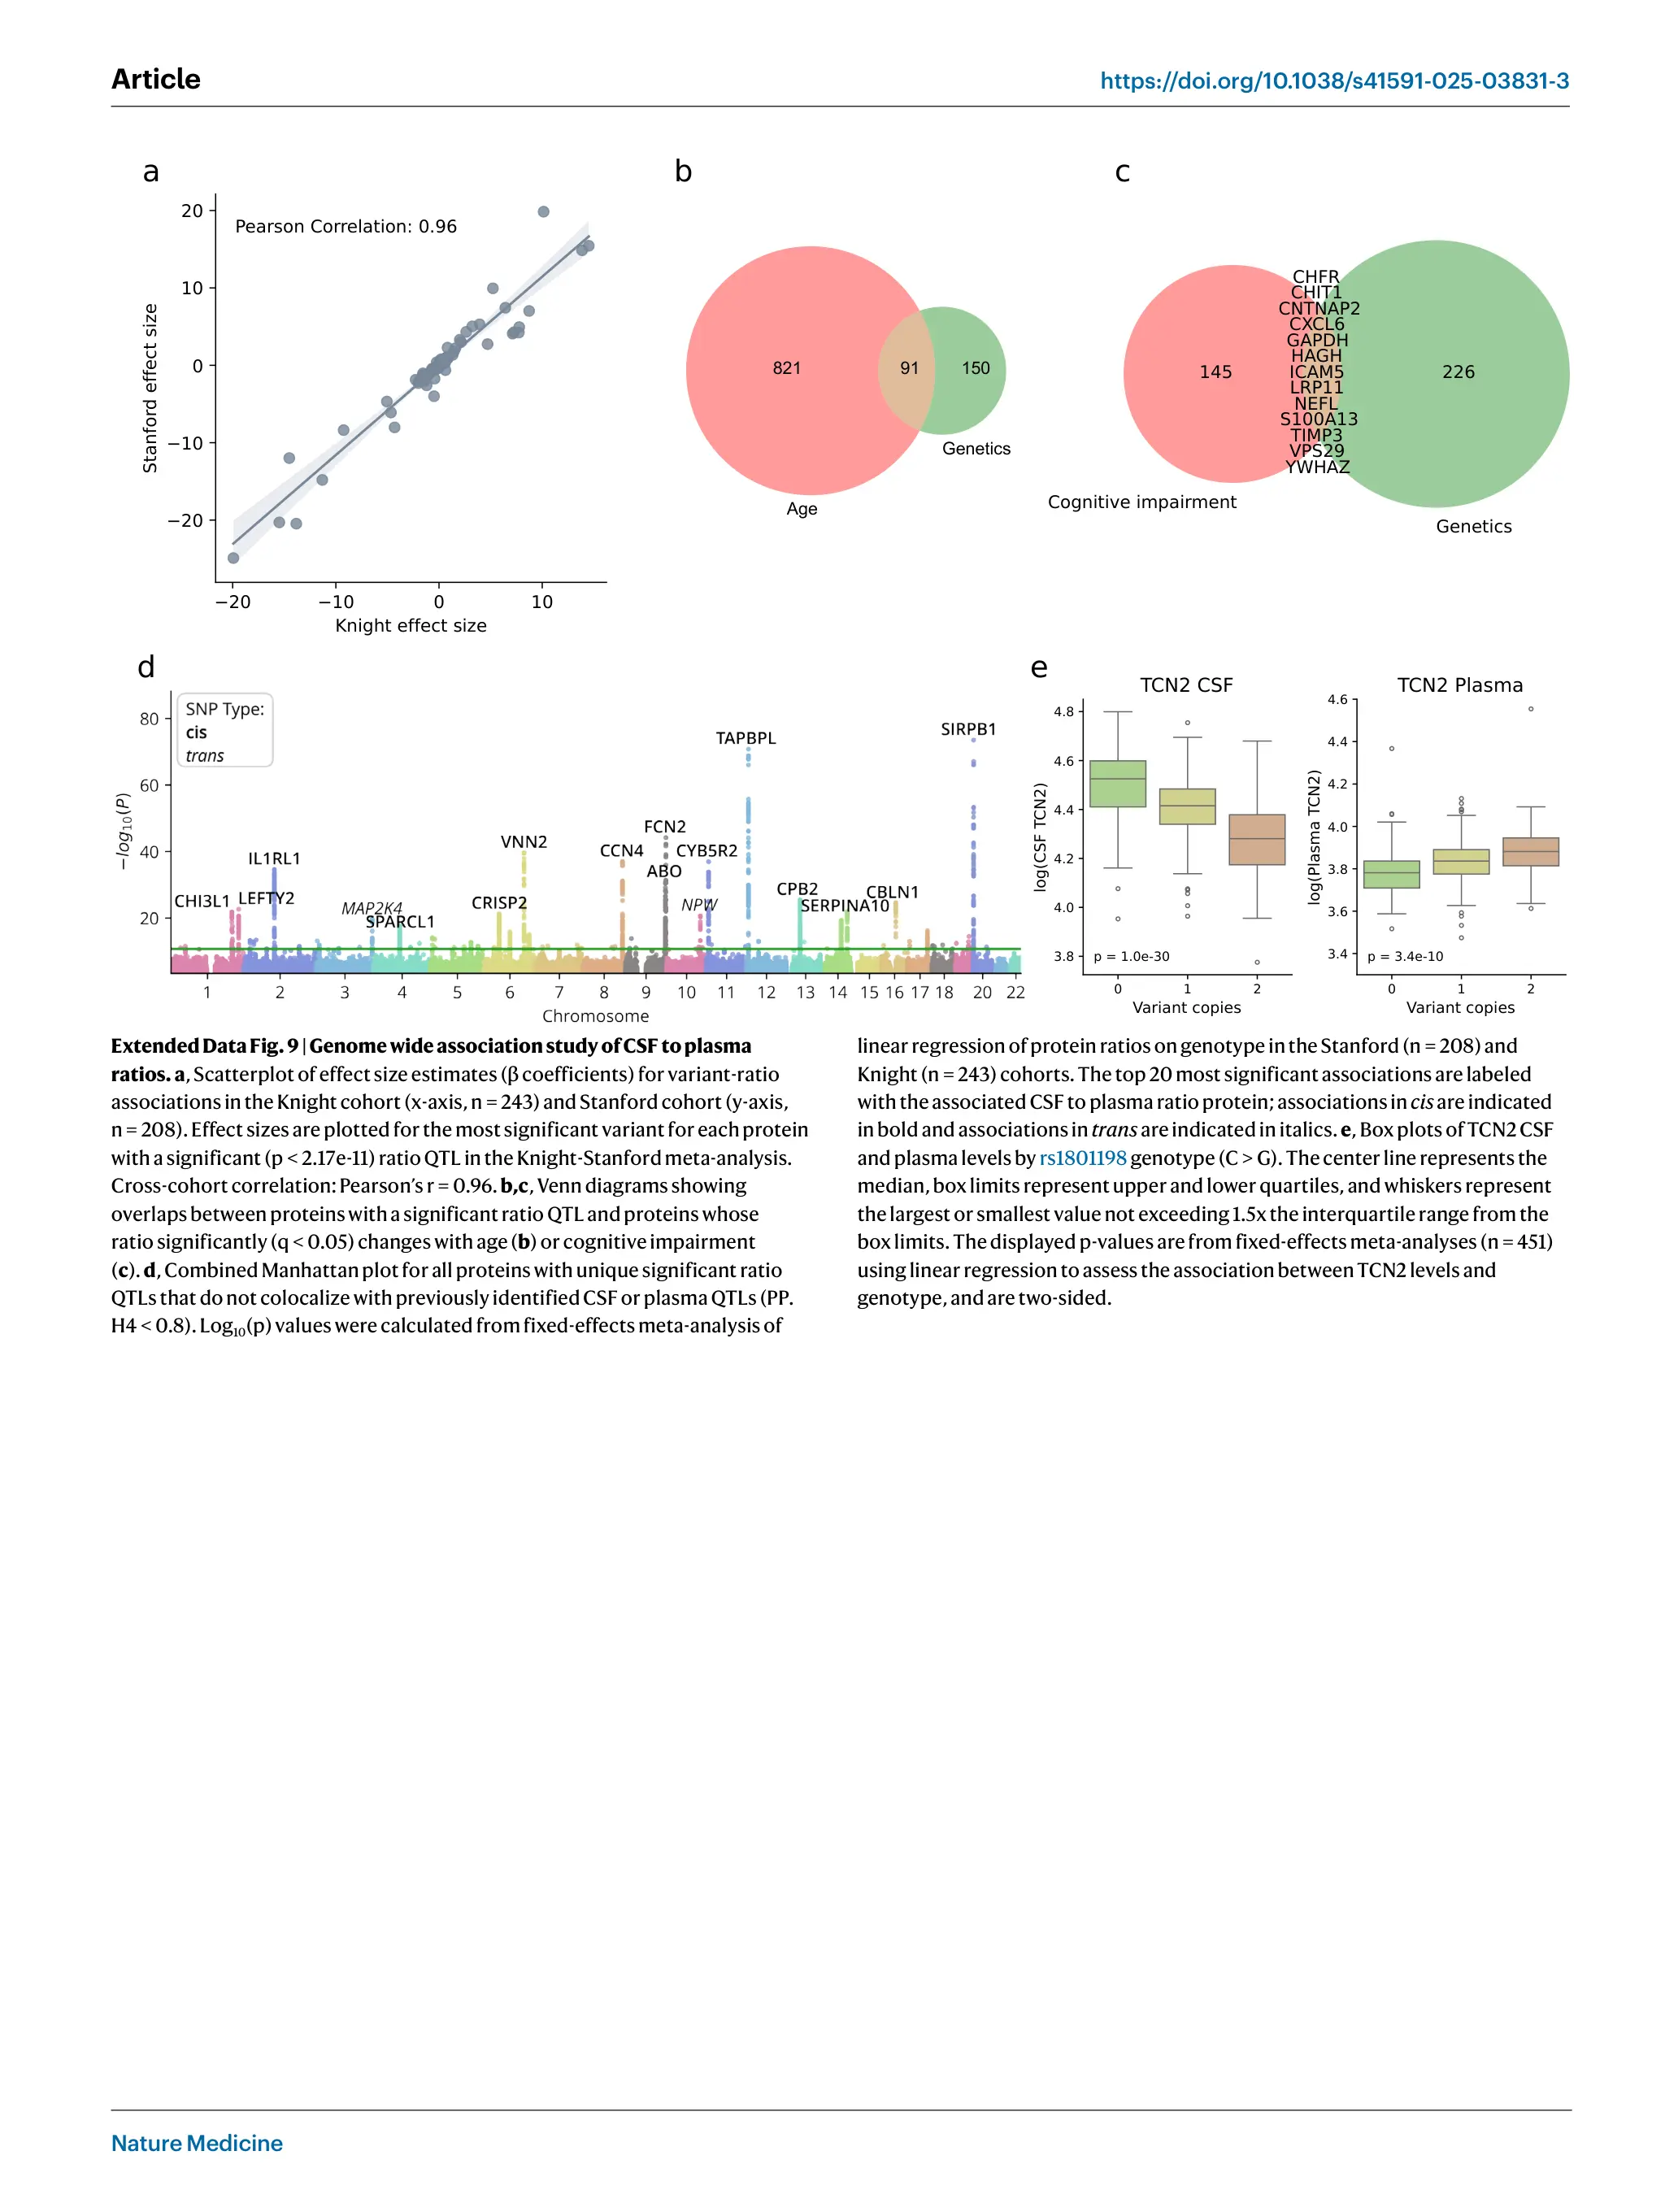 Article
https://doi.org/10.1038/s41591-025-03831-3
a
Pearson Correlation: 0.96
20
10
0
−10
−20
Stanford effect size
−20
−10
0
10
Knight effect size
b
821
91
150
Genetics
Age
c
CHFR
CHIT1
CNTNAP2
CXCL6
GAPDH
HAGH
ICAM5
LRP11
NEFL
S100A13
TIMP3
VPS29
YWHAZ
145
226
Cognitive impairment
Genetics
d
SNP Type:
cis
trans
80
60
40
20
−log10(P)
CHI3L1
LEFTY2
IL1RL1
MAP2K4
SPARCL1
CRISP2
VNN2
CCN4
FCN2
ABO
CYB5R2
NPW
TAPBPL
CPB2
SERPINA10
CBLN1
SIRPB1
1 2 3 4 5 6 7 8 9 10 11 12 13 14 15 16 17 18 20 22
Chromosome
e
TCN2 CSF
4.8
4.6
4.4
4.2
4.0
3.8
log(CSF TCN2)
p = 1.0e-30
0 1 2
Variant copies
TCN2 Plasma
4.6
4.4
4.2
4.0
3.8
3.6
3.4
log(Plasma TCN2)
p = 3.4e-10
0 1 2
Variant copies
Extended Data Fig. 9 | Genome wide association study of CSF to plasma
ratios. a, Scatterplot of effect size estimates (β coefficients) for variant-ratio
associations in the Knight cohort (x-axis, n = 243) and Stanford cohort (y-axis,
n = 208). Effect sizes are plotted for the most significant variant for each protein
with a significant (p < 2.17e-11) ratio QTL in the Knight-Stanford meta-analysis.
Cross-cohort correlation: Pearson’s r = 0.96. b,c, Venn diagrams showing
overlaps between proteins with a significant ratio QTL and proteins whose
ratio significantly (q < 0.05) changes with age (b) or cognitive impairment
(c). d, Combined Manhattan plot for all proteins with unique significant ratio
QTLs that do not colocalize with previously identified CSF or plasma QTLs (PP.
H4 < 0.8). Log10(p) values were calculated from fixed-effects meta-analysis of
linear regression of protein ratios on genotype in the Stanford (n = 208) and
Knight (n = 243) cohorts. The top 20 most significant associations are labeled
with the associated CSF to plasma ratio protein; associations in cis are indicated
in bold and associations in trans are indicated in italics. e, Box plots of TCN2 CSF
and plasma levels by rs1801198 genotype (C > G). The center line represents the
median, box limits represent upper and lower quartiles, and whiskers represent
the largest or smallest value not exceeding 1.5x the interquartile range from the
box limits. The displayed p-values are from fixed-effects meta-analyses (n = 451)
using linear regression to assess the association between TCN2 levels and
genotype, and are two-sided.
Nature Medicine